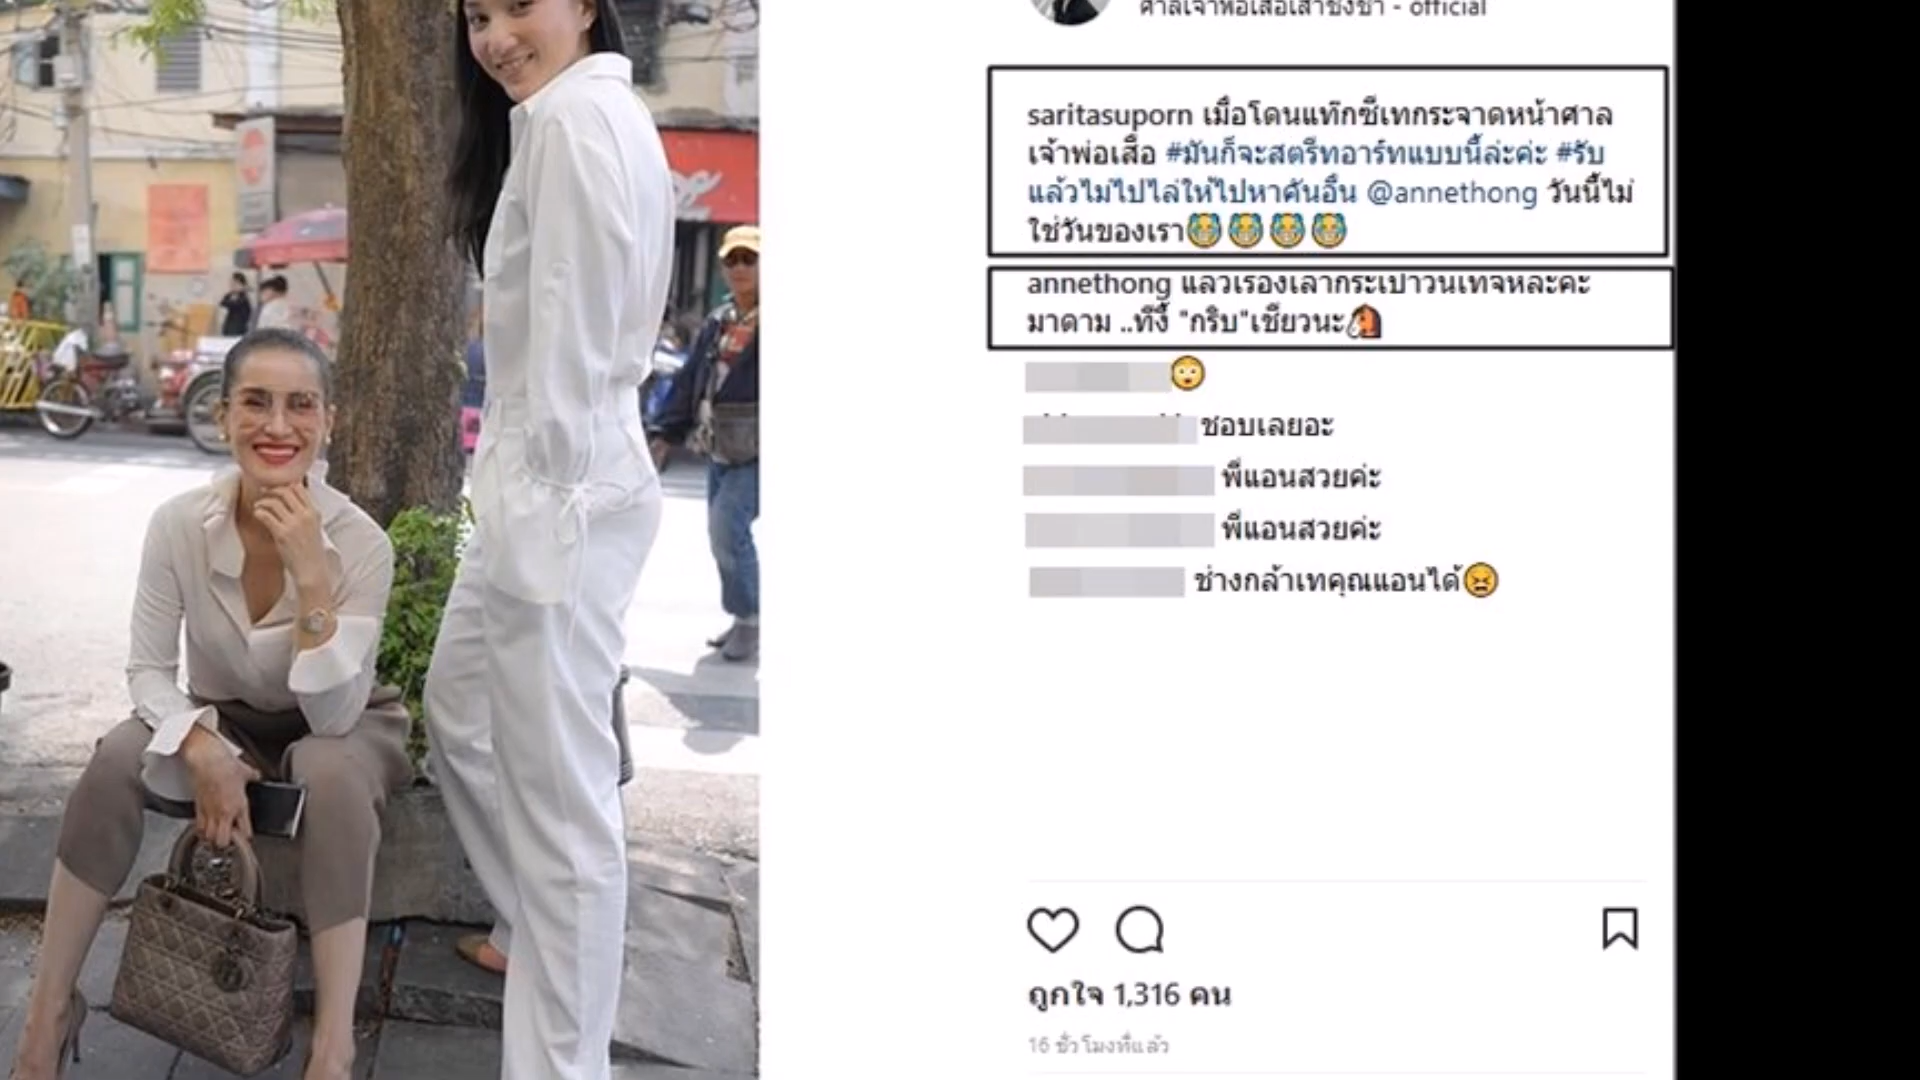 ศาลเจ้าพ่อเสือเสาชิงช้า - official
saritasuporn เมื่อโดนแท๊กซี่เทกระจาดหน้าศาล
เจ้าพ่อเสือ #มันก็จะสตรีทอาร์ทแบบนี้ล่ะค่ะ #รับ
แล้วไม่ไปไล่ให้ไปหาคันอื่น @annethong วันนี้ไม่
ใช่วันของเรา
annethong แลวเรองเลากระเปาวนเทจหละคะ
มาดาม ..ทีงี้ "กริบ"เชียวนะ
ชอบเลยอะ
พี่แอนสวยค่ะ
พี่แอนสวยค่ะ
ช่างกล้าเทคุณแอนได้
ถูกใจ 1,316 คน
16 ชั่วโมงที่แล้ว